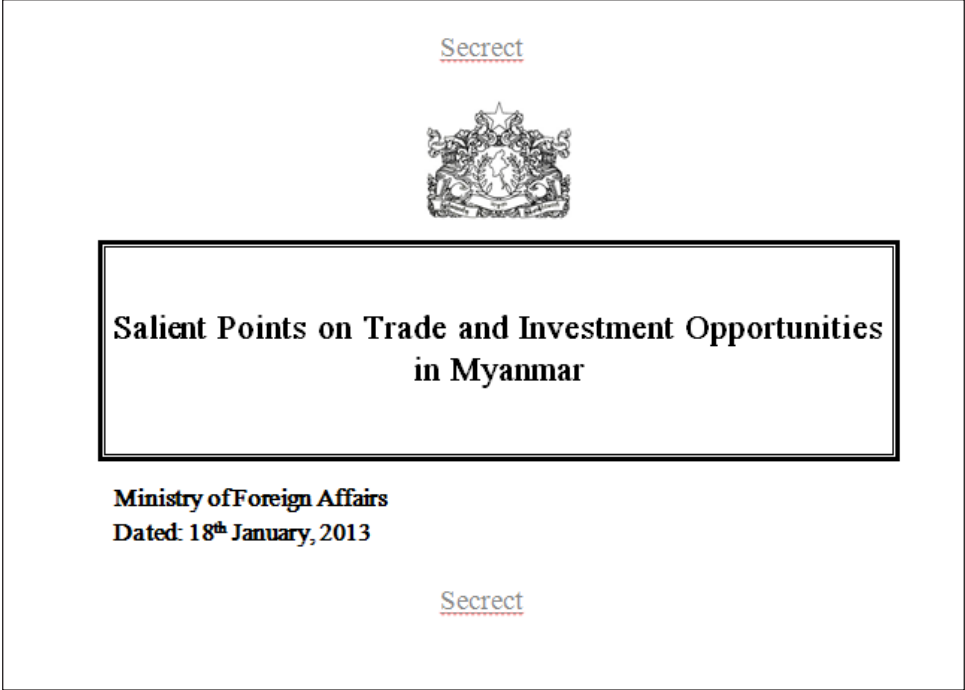 Secrect
Salient Points on Trade and Investment Opportunities
in Myanmar
Ministry of Foreign Affairs
Dated: 18th January, 2013
Secrect